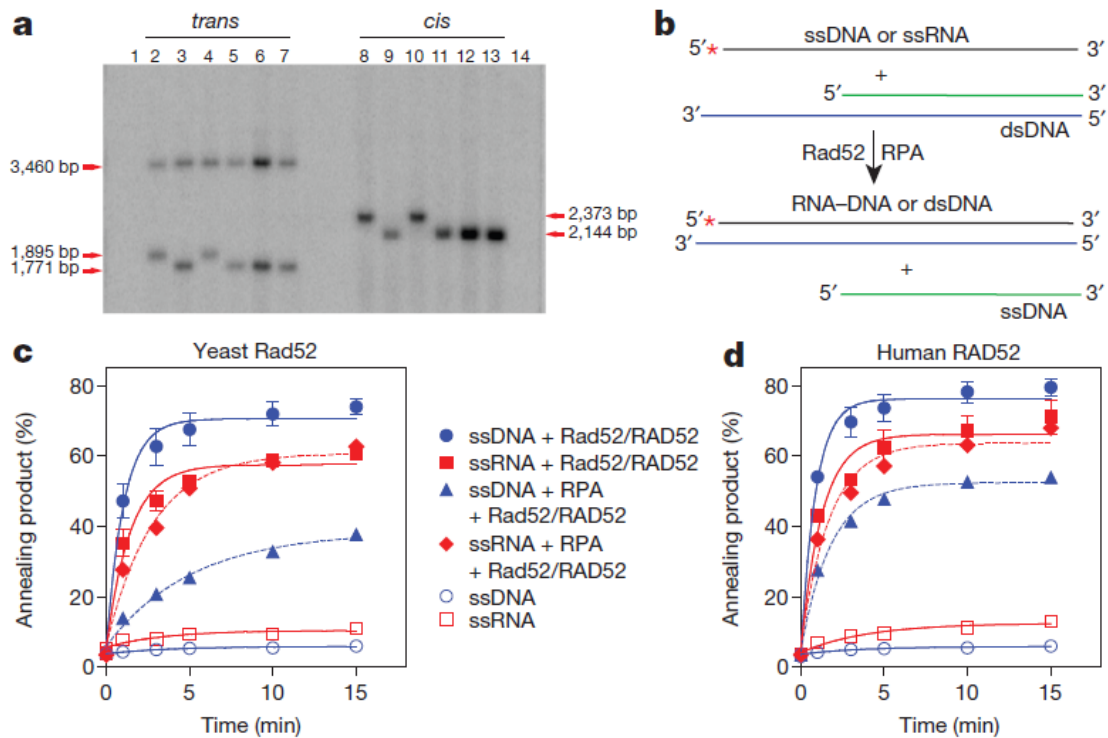 a
trans
cis
1 2 3 4 5 6 7 8 9 10 11 12 13 14
3,460 bp
1,895 bp
1,771 bp
2,373 bp
2,144 bp
b
5′* ssDNA or ssRNA 3′
+
5′ 3′
3′ dsDNA 5′
Rad52 RPA
RNA–DNA or dsDNA
5′* 3′
3′ 5′
+
5′ ssDNA 3′
c
Yeast Rad52
80
60
40
20
0
0 5 10 15
Annealing product (%)
Time (min)
ssDNA + Rad52/RAD52
ssRNA + Rad52/RAD52
ssDNA + RPA
+ Rad52/RAD52
ssRNA + RPA
+ Rad52/RAD52
ssDNA
ssRNA
d
Human RAD52
80
60
40
20
0
0 5 10 15
Annealing product (%)
Time (min)